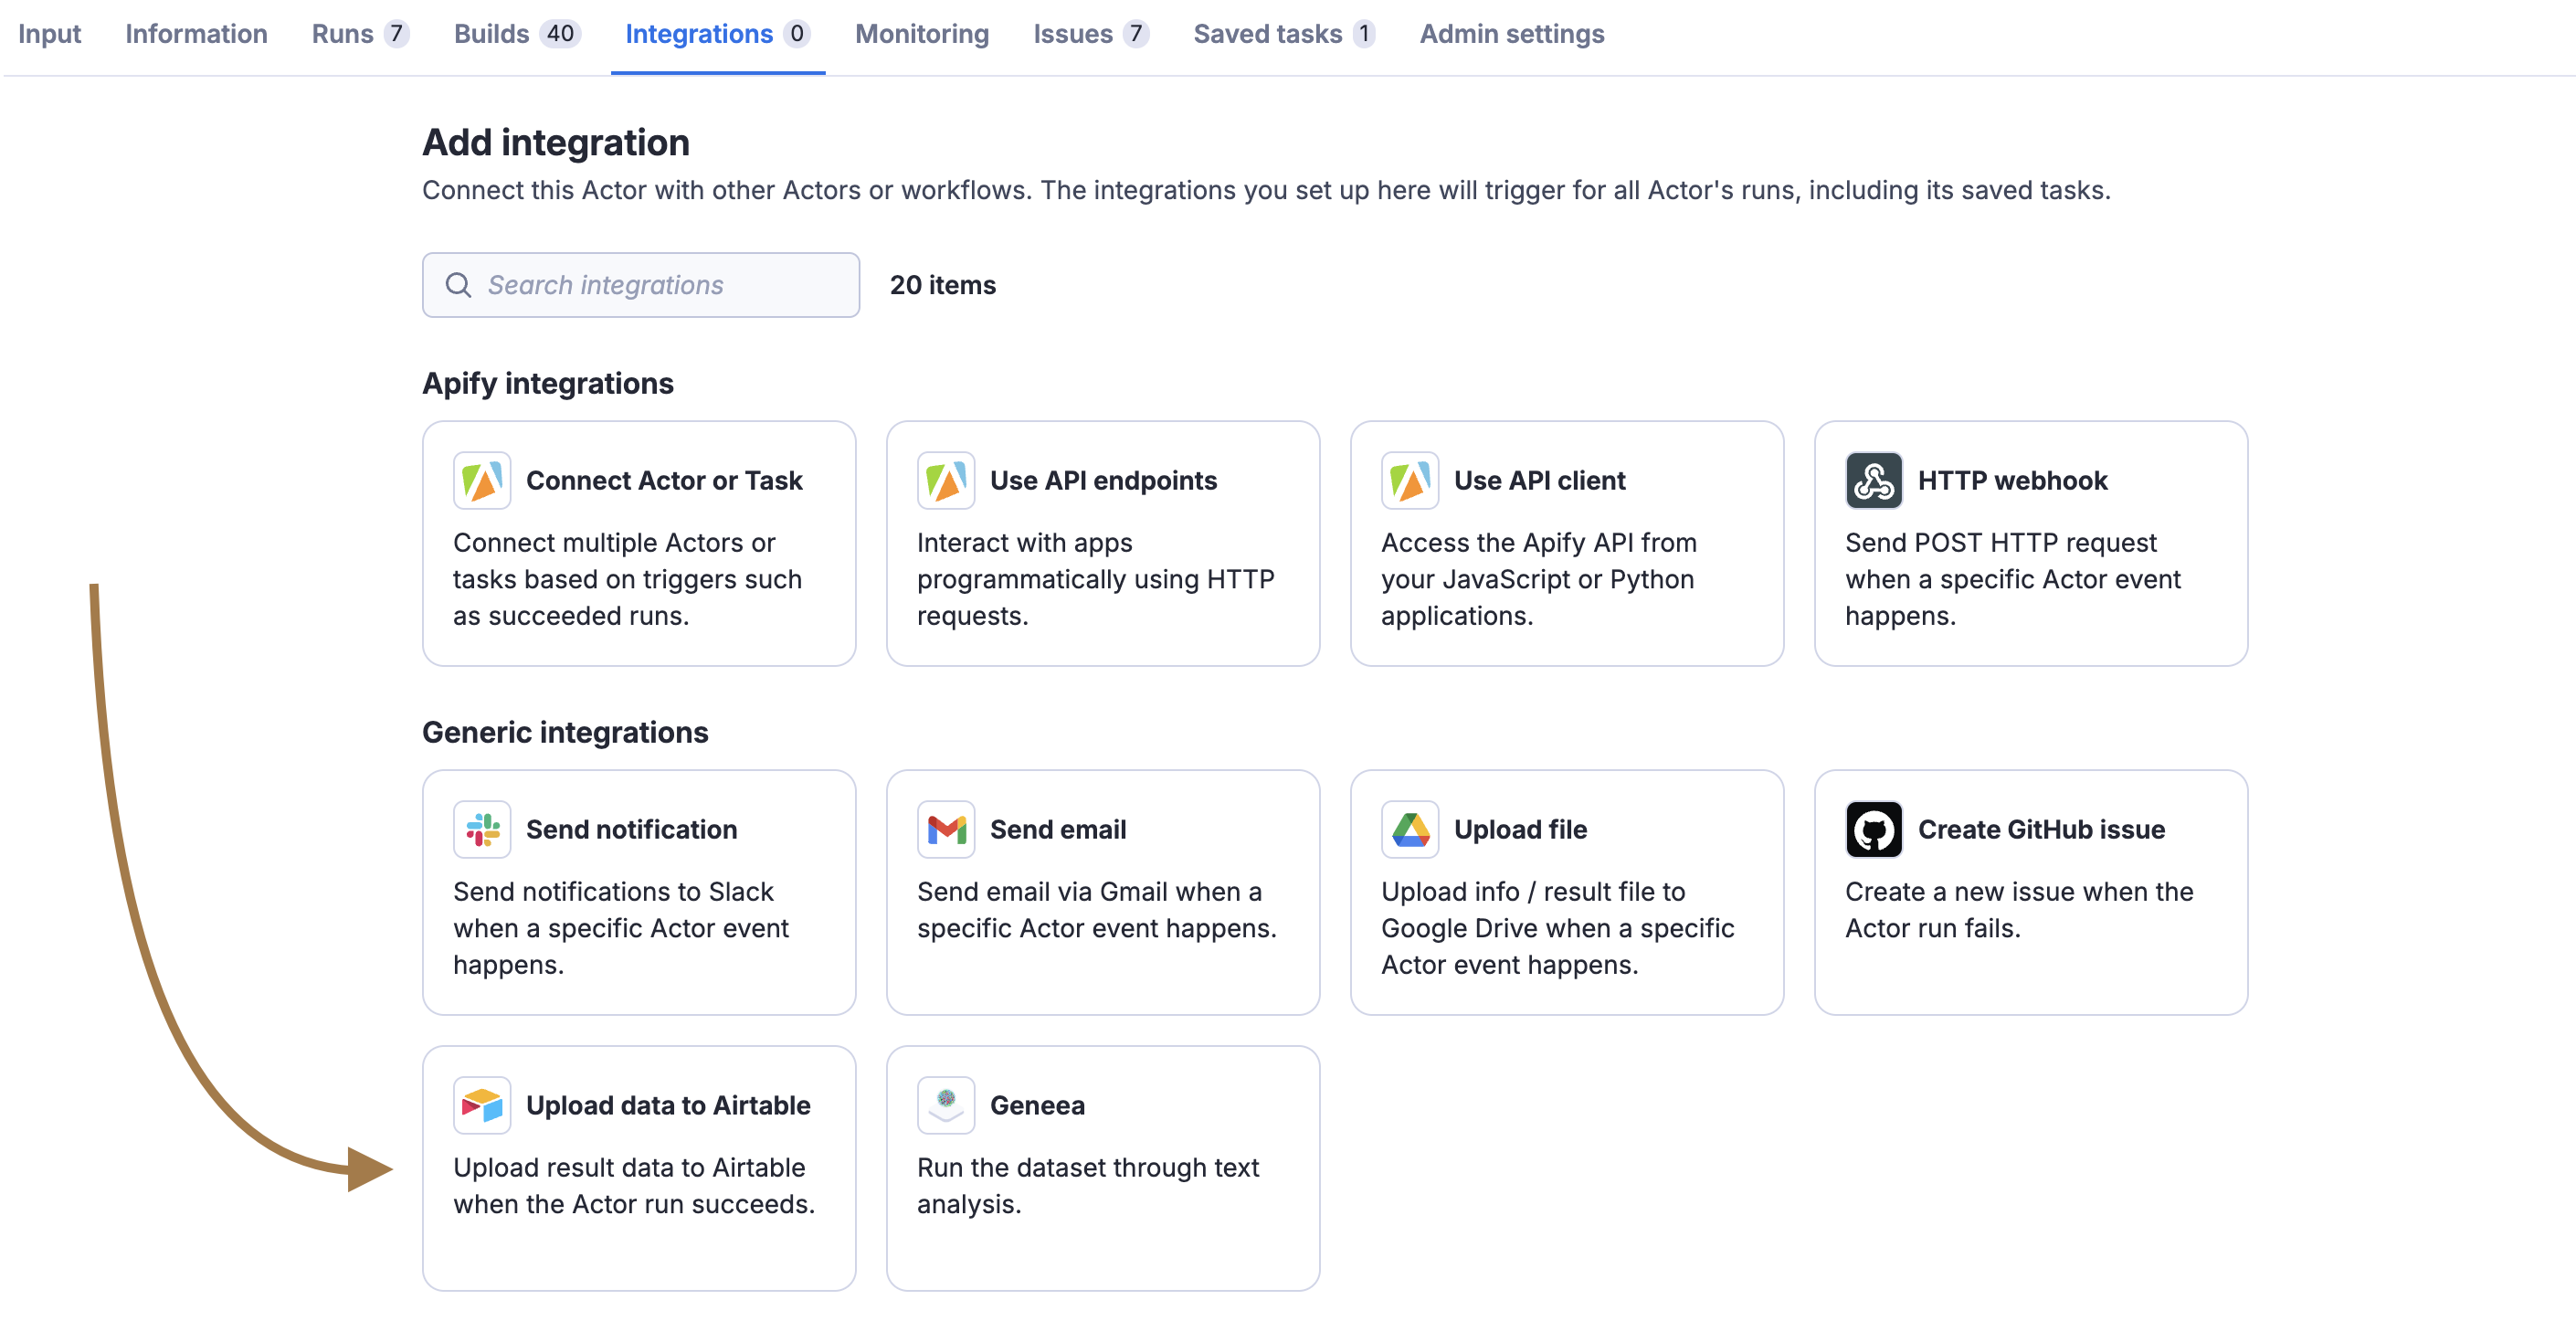 Input Information Runs 7 Builds 40 Integrations 0 Monitoring Issues 7 Saved tasks 1 Admin settings
Add integration
Connect this Actor with other Actors or workflows. The integrations you set up here will trigger for all Actor's runs, including its saved tasks.
Search integrations
20 items
Apify integrations
Connect Actor or Task
Connect multiple Actors or
tasks based on triggers such
as succeeded runs.
Use API endpoints
Interact with apps
programmatically using HTTP
requests.
Use API client
Access the Apify API from
your JavaScript or Python
applications.
HTTP webhook
Send POST HTTP request
when a specific Actor event
happens.
Generic integrations
Send notification
Send notifications to Slack
when a specific Actor event
happens.
Send email
Send email via Gmail when a
specific Actor event happens.
Upload file
Upload info / result file to
Google Drive when a specific
Actor event happens.
Create GitHub issue
Create a new issue when the
Actor run fails.
Upload data to Airtable
Upload result data to Airtable
when the Actor run succeeds.
Geneea
Run the dataset through text
analysis.